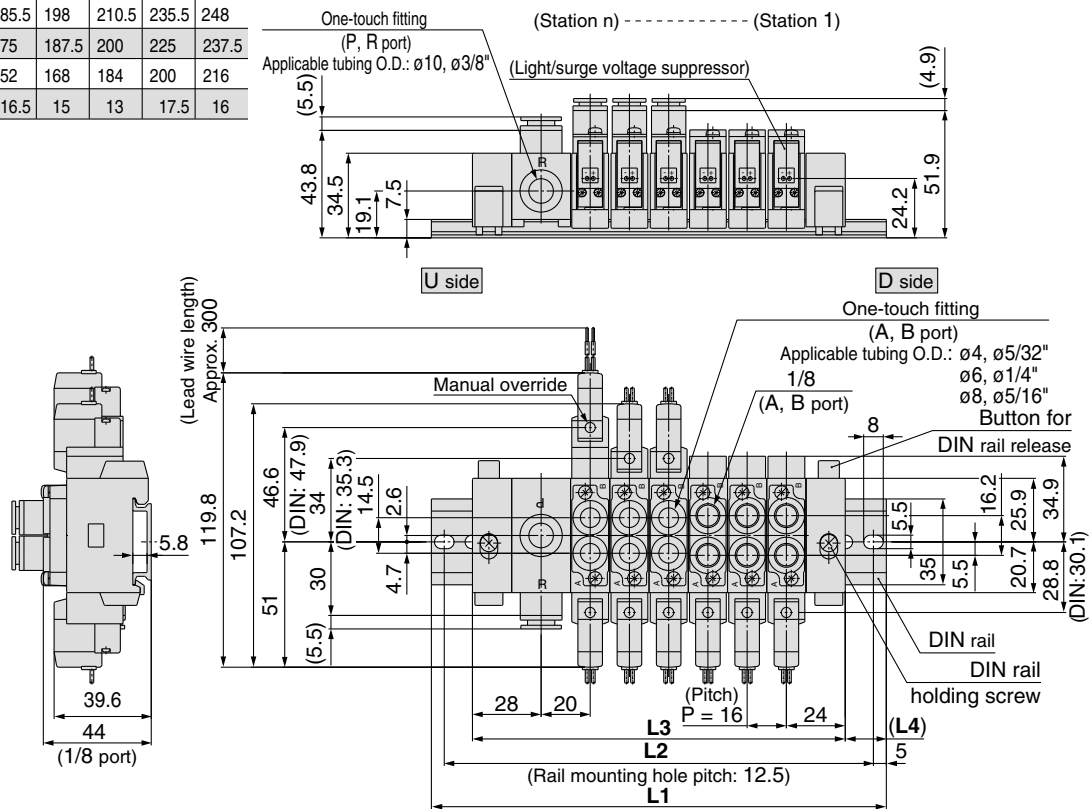 85.5 198 210.5 235.5 248
75 187.5 200 225 237.5
52 168 184 200 216
16.5 15 13 17.5 16
One-touch fitting
(P, R port)
Applicable tubing O.D.: ø10, ø3/8"
(Station n) (Station 1)
(Light/surge voltage suppressor)
(5.5)
43.8
34.5
19.1
7.5
R
(4.9)
51.9
24.2
U side
D side
One-touch fitting
(A, B port)
Applicable tubing O.D.: ø4, ø5/32"
ø6, ø1/4"
ø8, ø5/16"
1/8
(A, B port)
Button for
DIN rail release
(Lead wire length)
Approx. 300
Manual override
119.8
107.2
46.6
(DIN: 47.9)
34
(DIN: 35.3)
14.5
2.6
4.7
30
51
(5.5)
P
R
B B B B B B
A A A A A A
8
5.5
16.2
25.9
34.9
35
5.5
20.7
28.8
(DIN:30.1)
5.8
39.6
44
(1/8 port)
DIN rail
DIN rail
holding screw
28
20
(Pitch)
P = 16
24
L3
(L4)
L2
5
(Rail mounting hole pitch: 12.5)
L1